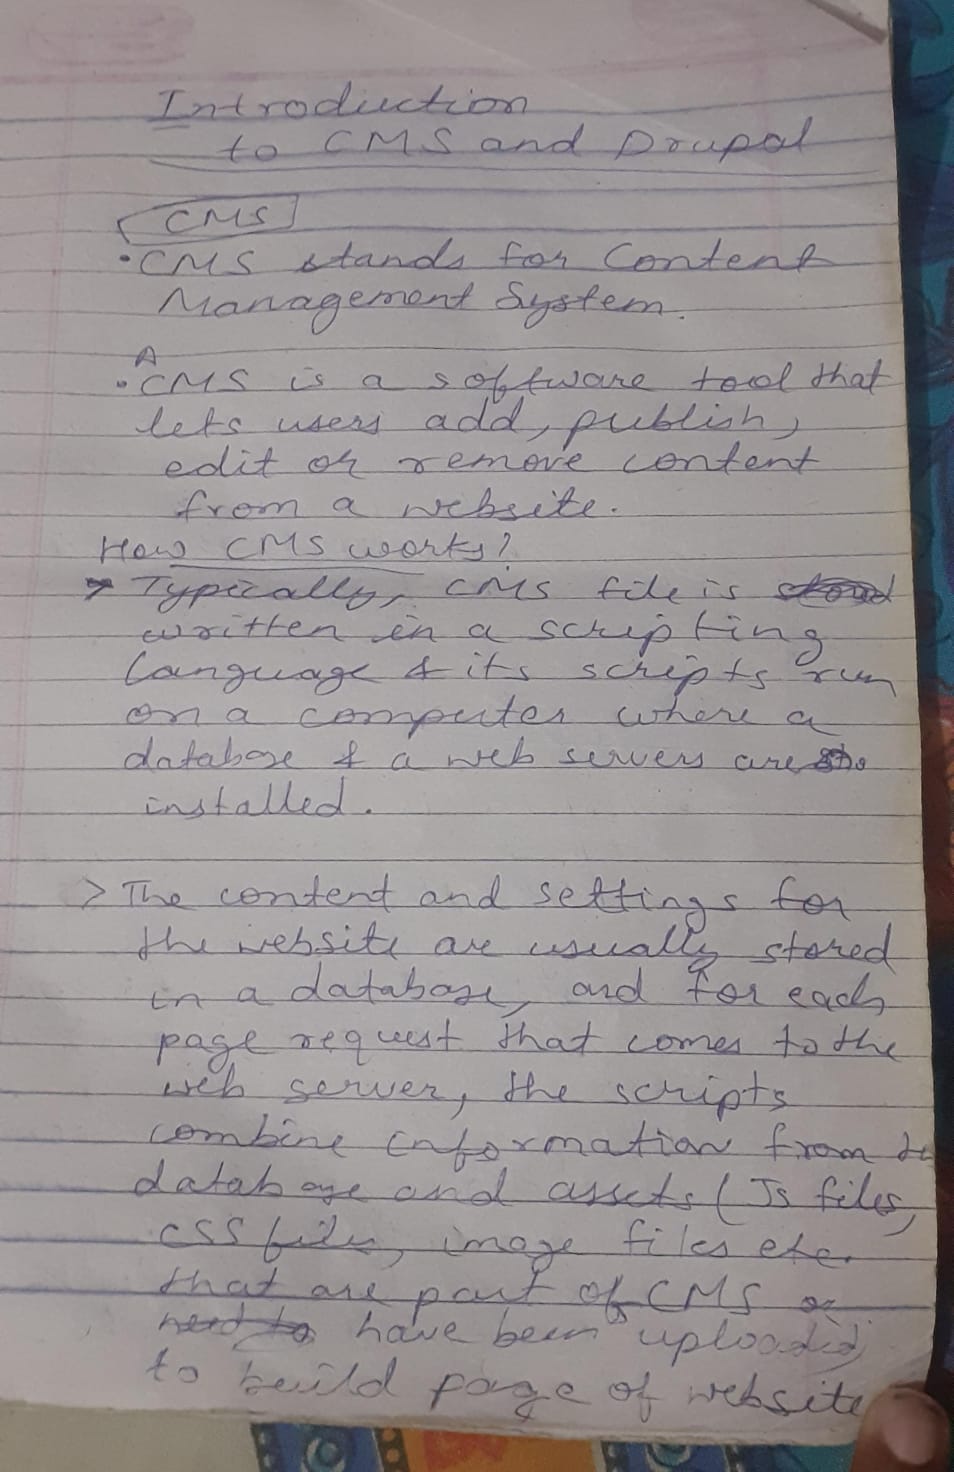 Introduction
to CMS and Drupal
CMS
• CMS stands for Content
Management System.
A
• CMS is a software tool that
lets users add, publish,
edit or remove content
from a website.
How CMS works?
→ Typically, CMS file is
written in a scripting
language & its scripts run
on a computer where a
database & a web servers are
installed.
> The content and settings for
the website are usually stored
in a database, and for each
page request that comes to the
web server, the scripts
combine information from
database and assets (Js files,
CSS files, image files etc.
that are part of CMS or
have been uploaded)
to build page of website